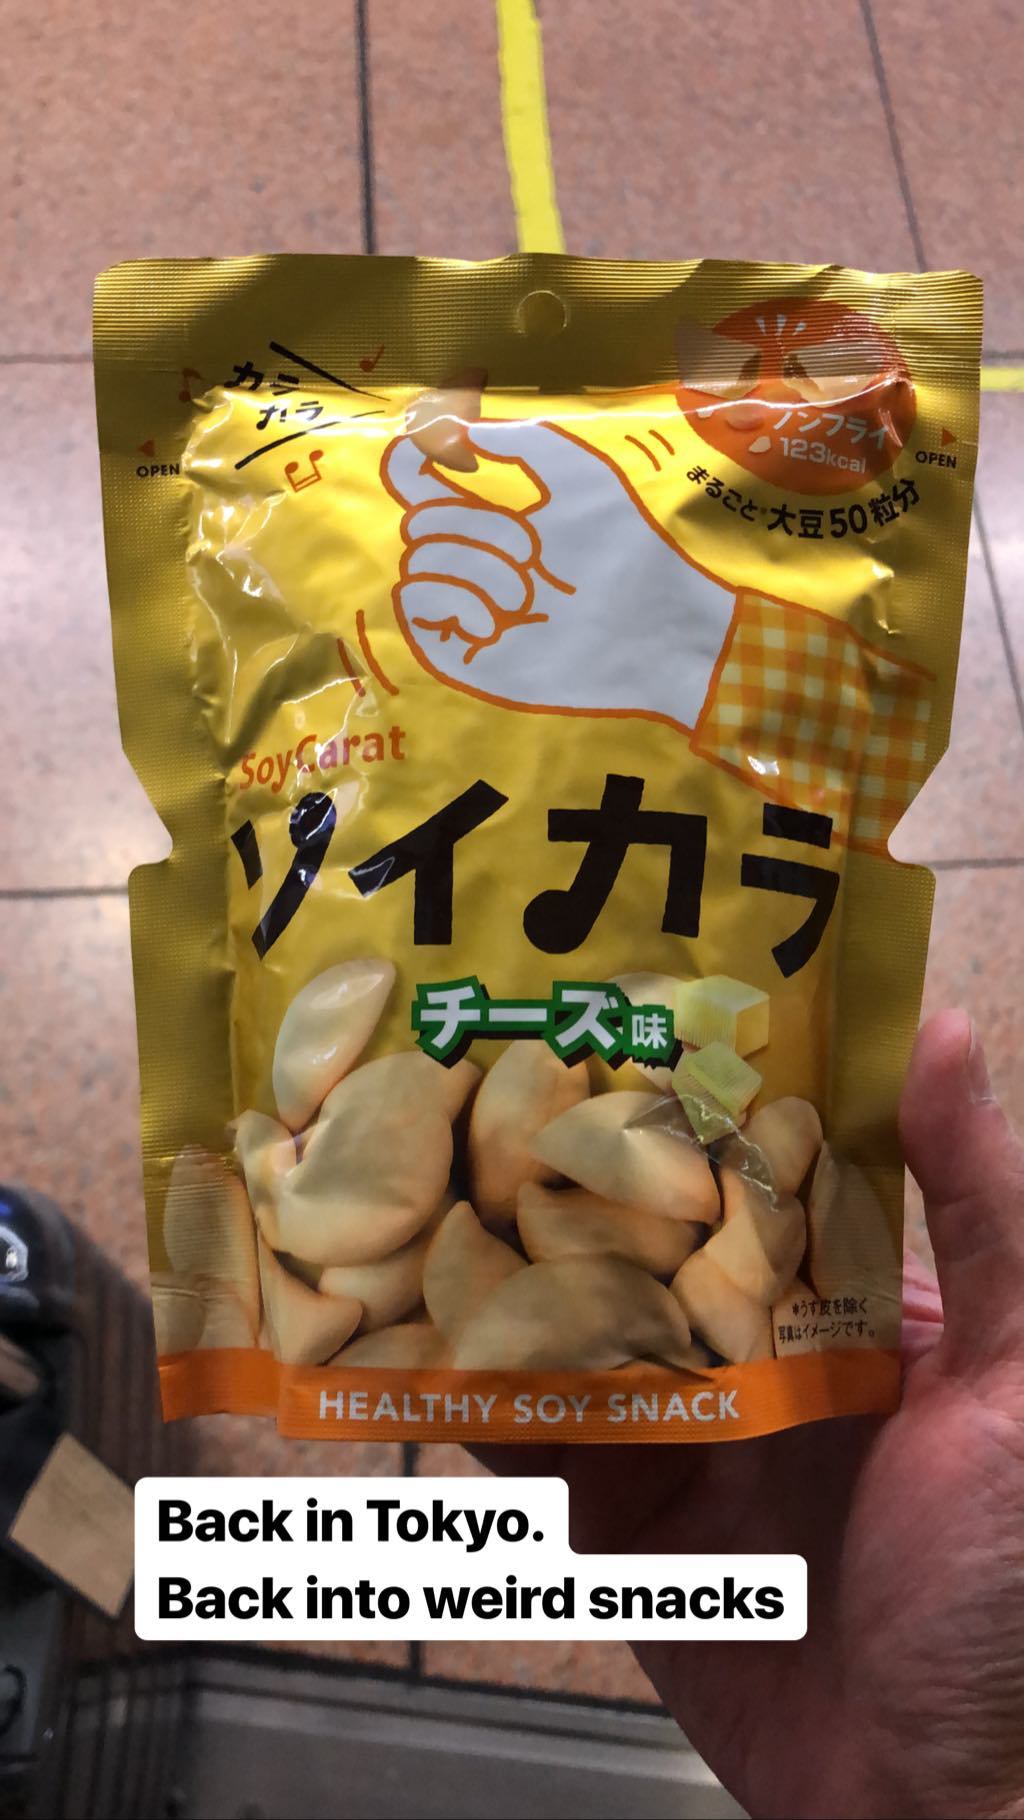 カラ
カラ
OPEN
ノンフライ
123kcal
OPEN
まるごと*大豆50粒分
SoyCarat
ソイカラ
チーズ味
*うす皮を除く
写真はイメージです。
HEALTHY SOY SNACK
Back in Tokyo.
Back into weird snacks